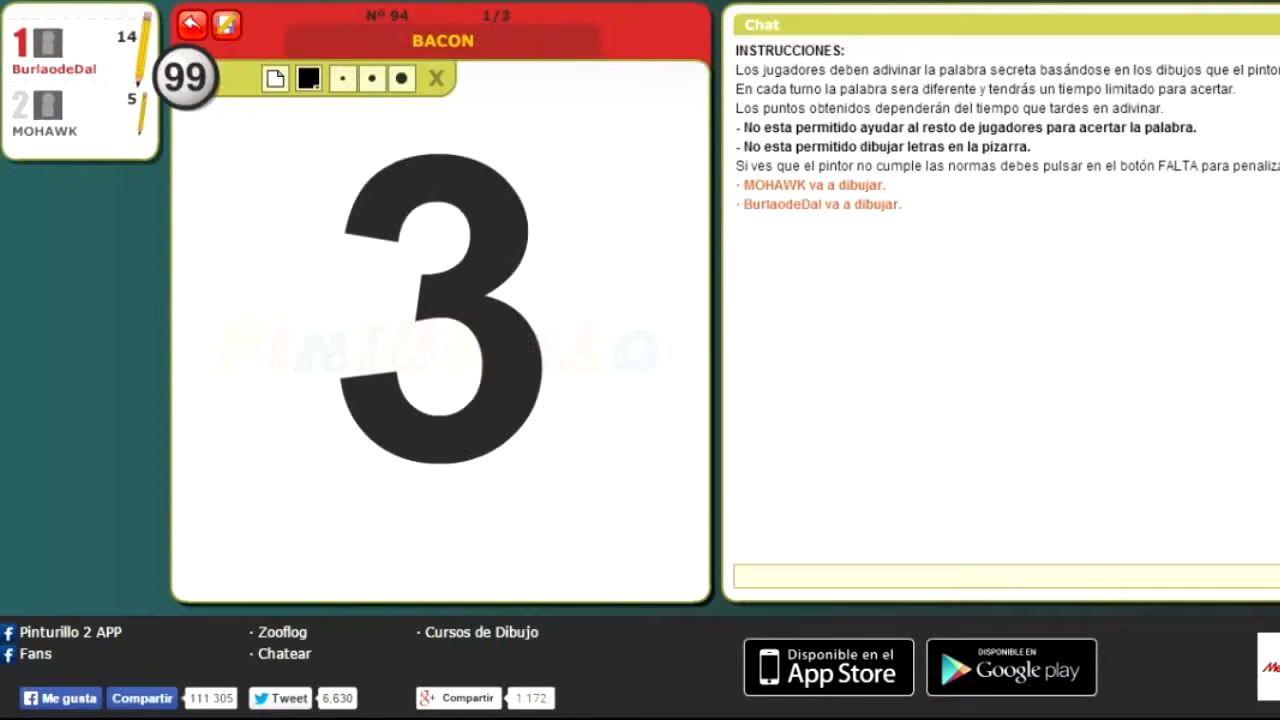 1
14
BurlaodeDal
2
5
MOHAWK
Nº 94
1/3
BACON
99
X
3
PINTURILLO
Chat
INSTRUCCIONES:
Los jugadores deben adivinar la palabra secreta basándose en los dibujos que el pintor
En cada turno la palabra sera diferente y tendrás un tiempo limitado para acertar.
Los puntos obtenidos dependerán del tiempo que tardes en adivinar.
- No esta permitido ayudar al resto de jugadores para acertar la palabra.
- No esta permitido dibujar letras en la pizarra.
Si ves que el pintor no cumple las normas debes pulsar en el botón FALTA para penaliza
· MOHAWK va a dibujar.
· BurlaodeDal va a dibujar.
Pinturillo 2 APP
Fans
· Zooflog
· Chatear
· Cursos de Dibujo
Me gusta
Compartir
111 305
Tweet
6,630
Compartir
1 172
Disponible en el
App Store
DISPONIBLE EN
Google play